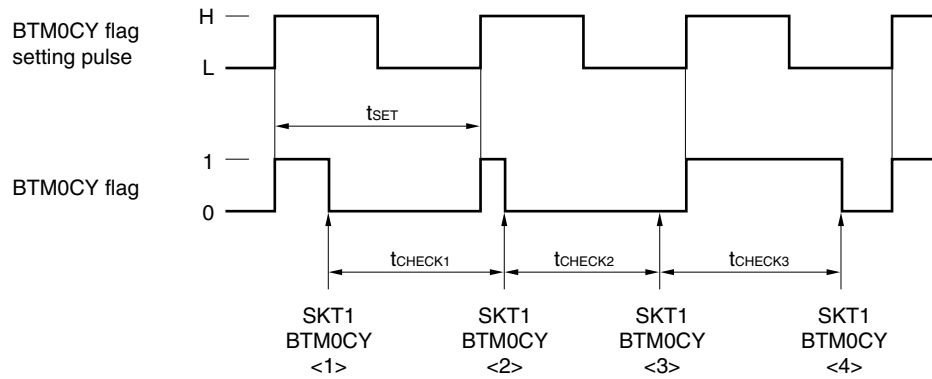 BTM0CY flag
setting pulse
H
L
tSET
BTM0CY flag
1
0
tCHECK1
tCHECK2
tCHECK3
SKT1
BTM0CY
<1>
SKT1
BTM0CY
<2>
SKT1
BTM0CY
<3>
SKT1
BTM0CY
<4>